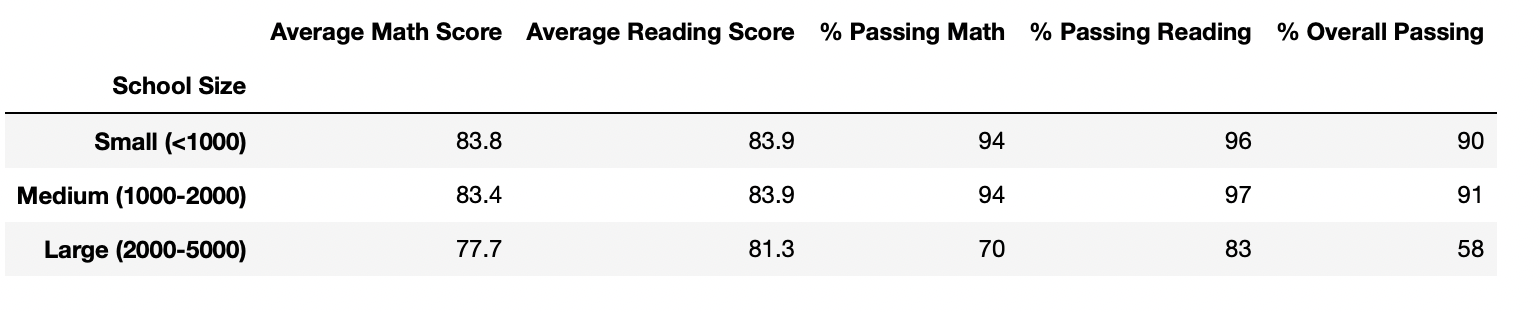 Average Math Score Average Reading Score % Passing Math % Passing Reading % Overall Passing
School Size
Small (<1000) 83.8 83.9 94 96 90
Medium (1000-2000) 83.4 83.9 94 97 91
Large (2000-5000) 77.7 81.3 70 83 58